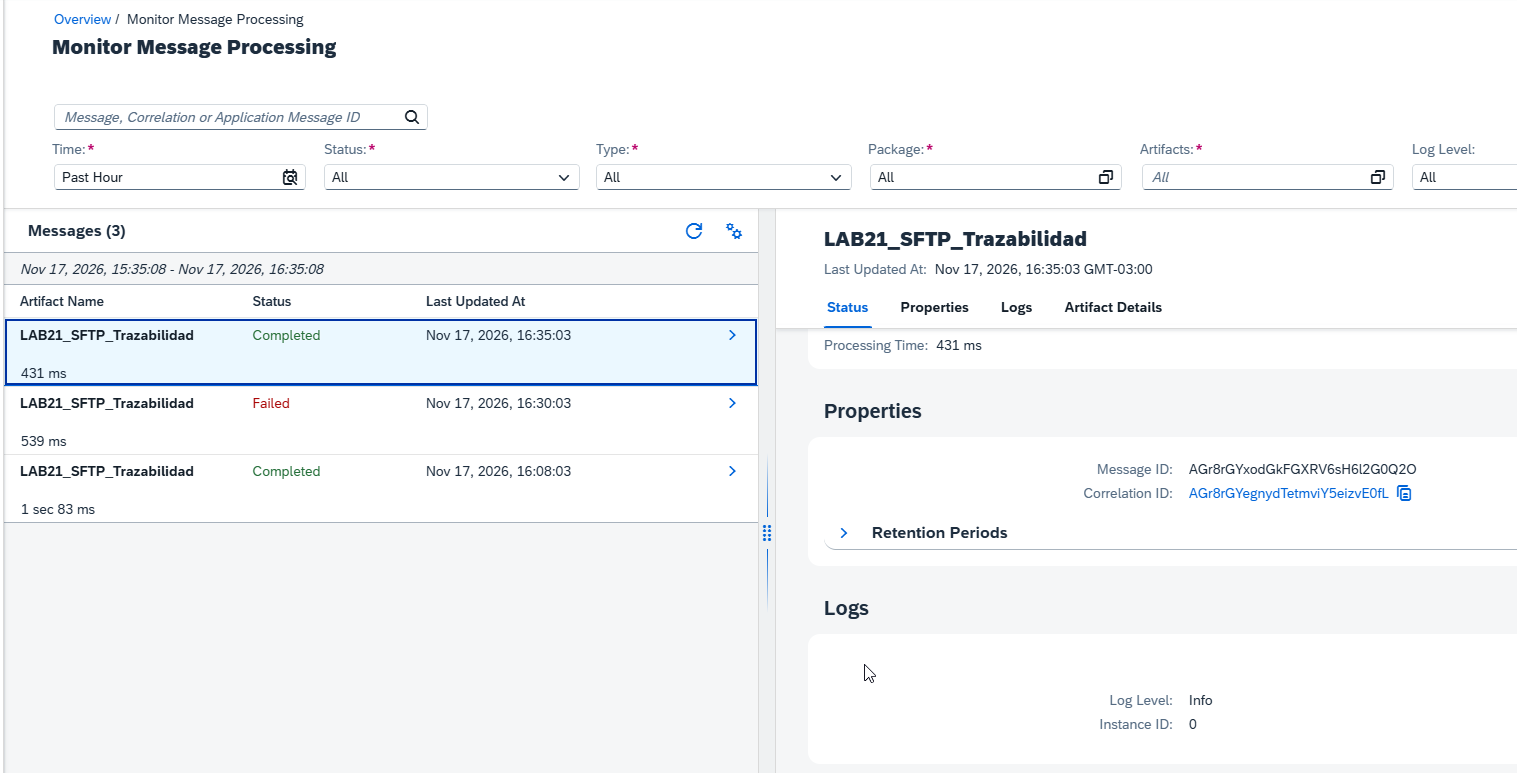 Overview / Monitor Message Processing
Monitor Message Processing
Message, Correlation or Application Message ID
Time:* Status:* Type:* Package:* Artifacts:* Log Level:
Past Hour All All All All All
Messages (3)
Nov 17, 2026, 15:35:08 - Nov 17, 2026, 16:35:08
Artifact Name Status Last Updated At
LAB21_SFTP_Trazabilidad Completed Nov 17, 2026, 16:35:03
431 ms
LAB21_SFTP_Trazabilidad Failed Nov 17, 2026, 16:30:03
539 ms
LAB21_SFTP_Trazabilidad Completed Nov 17, 2026, 16:08:03
1 sec 83 ms
LAB21_SFTP_Trazabilidad
Last Updated At: Nov 17, 2026, 16:35:03 GMT-03:00
Status Properties Logs Artifact Details
Processing Time: 431 ms
Properties
Message ID: AGr8rGYxodGkFGXRV6sH6l2G0Q2O
Correlation ID: AGr8rGYegnydTetmviY5eizvE0fL
Retention Periods
Logs
Log Level: Info
Instance ID: 0